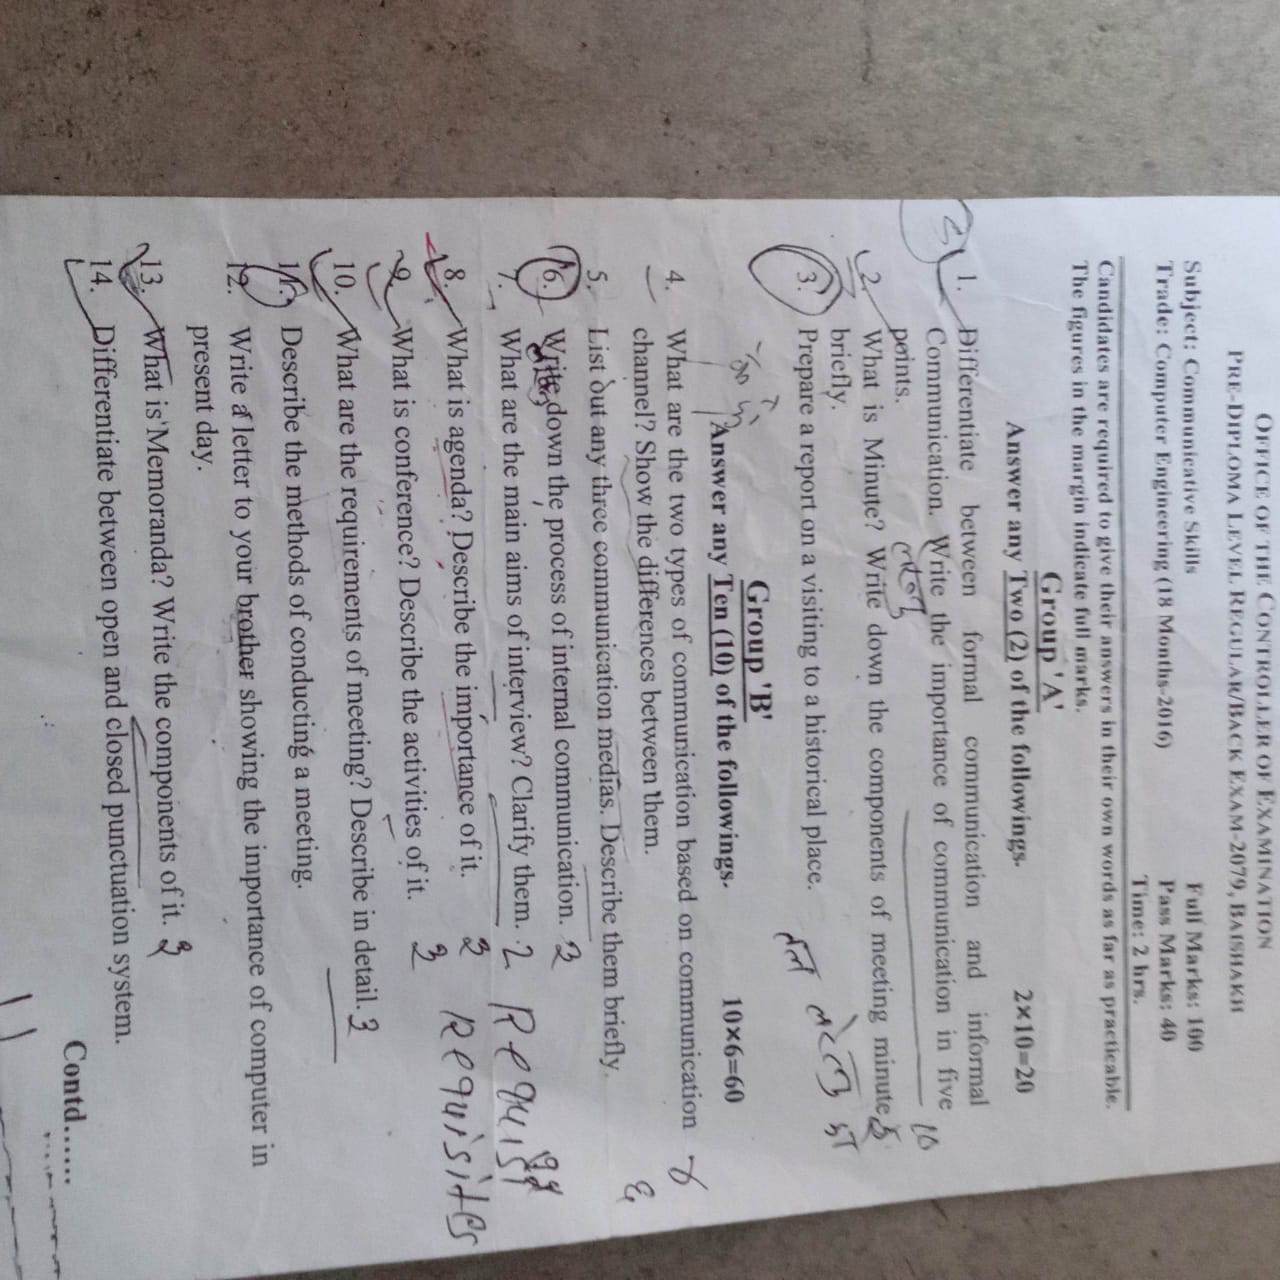 OFFICE OF THE CONTROLLER OF EXAMINATION
PRE-DIPLOMA LEVEL REGULAR/BACK EXAM-2079, BAISHAKH
Subject: Communicative Skills Full Marks: 100
Trade: Computer Engineering (18 Months-2016) Pass Marks: 40
Time: 2 hrs.
Candidates are required to give their answers in their own words as far as practicable.
The figures in the margin indicate full marks.
Group 'A'
Answer any Two (2) of the followings. 2×10=20
1. Differentiate between formal communication and informal
Communication. Write the importance of communication in five
points. 10
2. What is Minute? Write down the components of meeting minute
briefly.
3. Prepare a report on a visiting to a historical place.
Group 'B'
Answer any Ten (10) of the followings. 10×6=60
4. What are the two types of communication based on communication
channel? Show the differences between them.
5. List out any three communication medias. Describe them briefly.
6. Write down the process of internal communication. 2
7. What are the main aims of interview? Clarify them. 2 Requisit
8. What is agenda? Describe the importance of it. 2 Requisites
9. What is conference? Describe the activities of it. 2
10. What are the requirements of meeting? Describe in detail. 3
11. Describe the methods of conducting a meeting.
12. Write a letter to your brother showing the importance of computer in
present day.
13. What is Memoranda? Write the components of it. 2
14. Differentiate between open and closed punctuation system.
Contd......